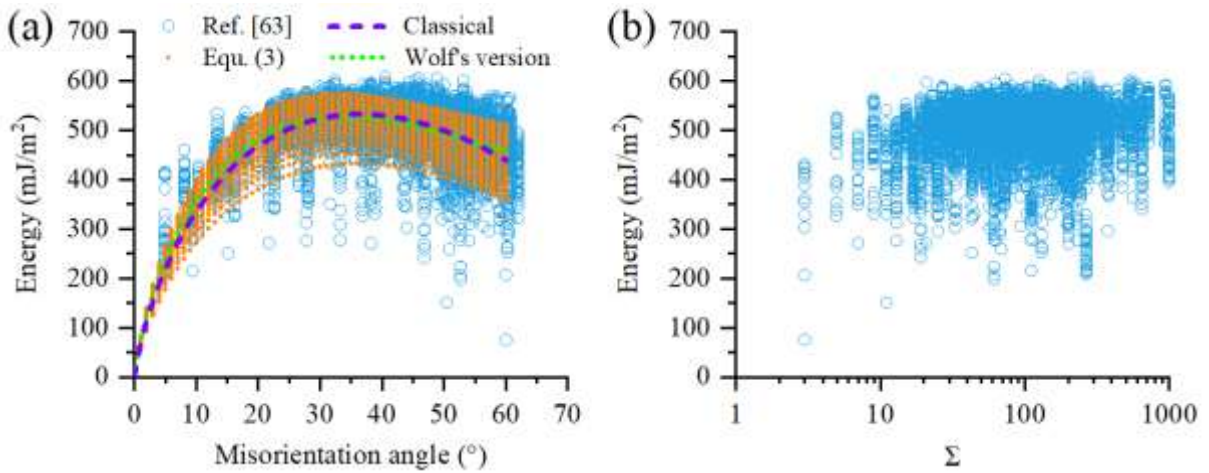 (a)
Ref. [63]
Classical
Equ. (3)
Wolf's version
700
600
500
400
300
200
100
0
Energy (mJ/m²)
0 10 20 30 40 50 60 70
Misorientation angle (°)
(b)
700
600
500
400
300
200
100
0
Energy (mJ/m²)
1 10 100 1000
Σ